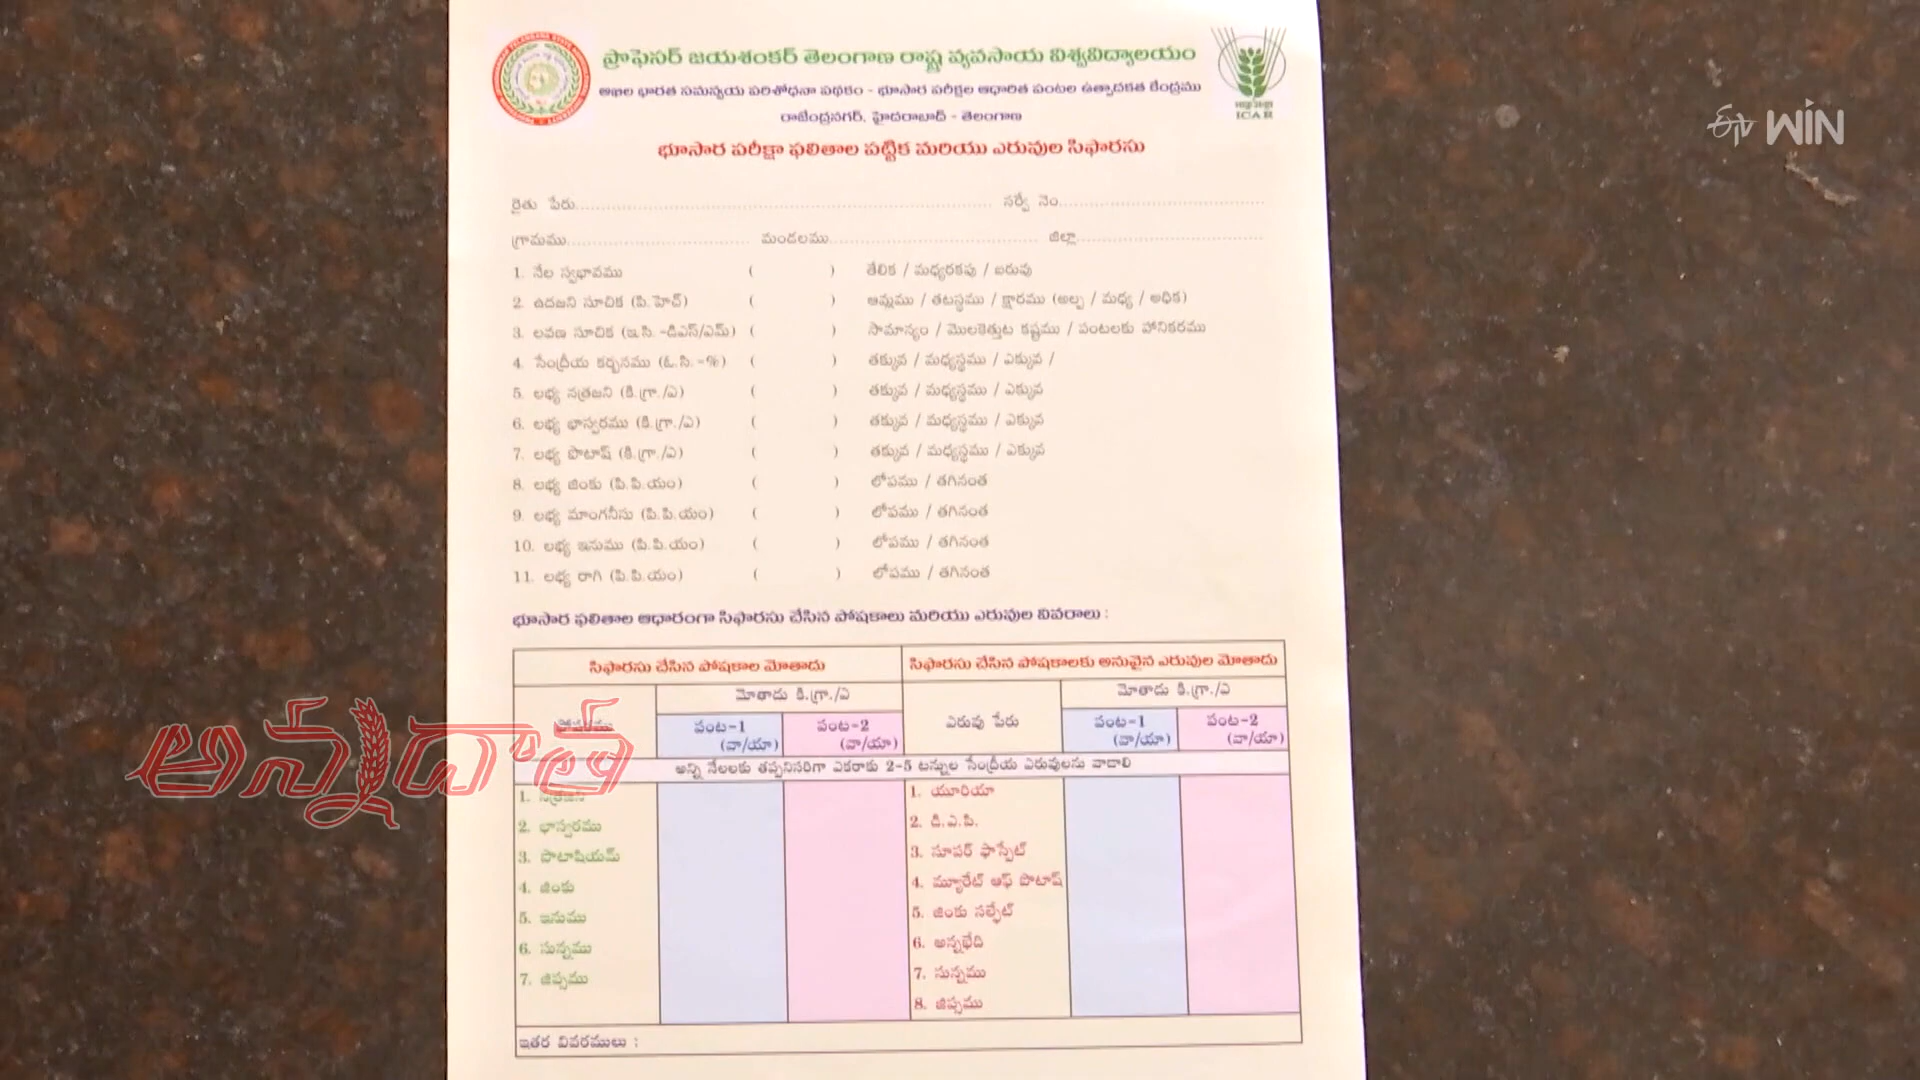 ప్రొఫెసర్ జయశంకర్ తెలంగాణ రాష్ట్ర వ్యవసాయ విశ్వవిద్యాలయం
అఖిల భారత సమన్వయ పరిశోధనా పథకం - భూసార పరీక్షల ఆధారిత పంటల ఉత్పాదకత కేంద్రము
రాజేంద్రనగర్, హైదరాబాద్ - తెలంగాణ
ICAR
ఈటీవీ WIN
భూసార పరీక్షా ఫలితాల పట్టిక మరియు ఎరువుల సిఫారసు
రైతు పేరు.......... సర్వే నెం..........
గ్రామము.......... మండలము.......... జిల్లా..........
1. నేల స్వభావము ( ) తేలిక / మధ్యరకపు / బరువు
2. ఉదజని సూచిక (పి.హెచ్) ( ) ఆమ్లము / తటస్థము / క్షారము (అల్ప / మధ్య / అధిక)
3. లవణ సూచిక (ఇ.సి.-డిఎస్/ఎమ్) ( ) సామాన్యం / మొలకెత్తుట కష్టము / పంటలకు హానికరము
4. సేంద్రీయ కర్బనము (ఓ.సి.-%) ( ) తక్కువ / మధ్యస్థము / ఎక్కువ /
5. లభ్య నత్రజని (కి.గ్రా./ఎ) ( ) తక్కువ / మధ్యస్థము / ఎక్కువ
6. లభ్య భాస్వరము (కి.గ్రా./ఎ) ( ) తక్కువ / మధ్యస్థము / ఎక్కువ
7. లభ్య పొటాష్ (కి.గ్రా./ఎ) ( ) తక్కువ / మధ్యస్థము / ఎక్కువ
8. లభ్య జింకు (పి.పి.యం) ( ) లోపము / తగినంత
9. లభ్య మాంగనీసు (పి.పి.యం) ( ) లోపము / తగినంత
10. లభ్య ఇనుము (పి.పి.యం) ( ) లోపము / తగినంత
11. లభ్య రాగి (పి.పి.యం) ( ) లోపము / తగినంత
భూసార ఫలితాల ఆధారంగా సిఫారసు చేసిన పోషకాలు మరియు ఎరువుల వివరాలు :
సిఫారసు చేసిన పోషకాల మోతాదు సిఫారసు చేసిన పోషకాలకు అనువైన ఎరువుల మోతాదు
మోతాదు కి.గ్రా./ఎ ఎరువు పేరు మోతాదు కి.గ్రా./ఎ
పంట-1 పంట-2 పంట-1 పంట-2
(వా/యా) (వా/యా) (వా/యా) (వా/యా)
అన్ని నేలలకు తప్పనిసరిగా ఎకరాకు 2-5 టన్నుల సేంద్రీయ ఎరువులను వాడాలి
అన్నదాత
1. నత్రజని 1. యూరియా
2. భాస్వరము 2. డి.ఎ.పి.
3. పొటాషియమ్ 3. సూపర్ ఫాస్ఫేట్
4. జింకు 4. మ్యూరేట్ ఆఫ్ పొటాష్
5. ఇనుము 5. జింకు సల్ఫేట్
6. సున్నము 6. అన్నభేది
7. జిప్సము 7. సున్నము
8. జిప్సము
ఇతర వివరములు :